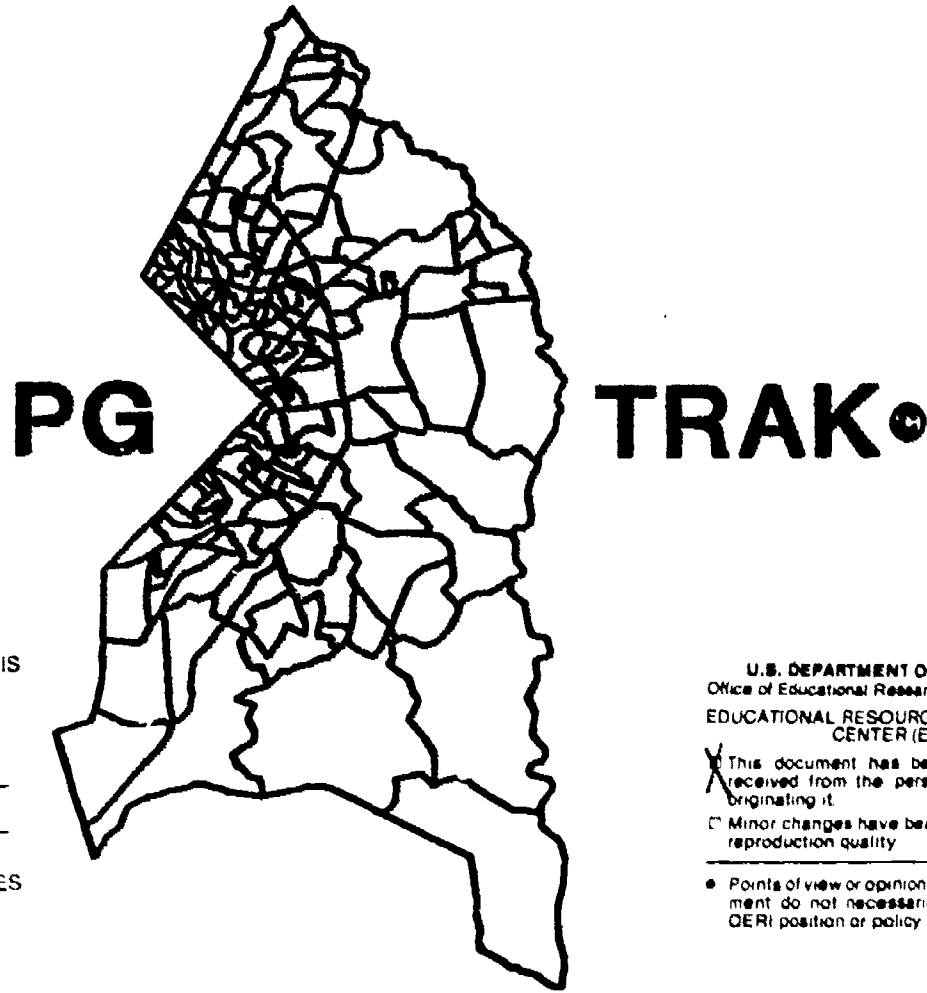 PG TRAK©
IS
ES
U.S. DEPARTMENT O
Office of Educational Resear
EDUCATIONAL RESOURC
CENTER (E
This document has be
received from the pers
originating it
Minor changes have bee
reproduction quality
● Points of view or opinion
ment do not necessari
OERI position or policy